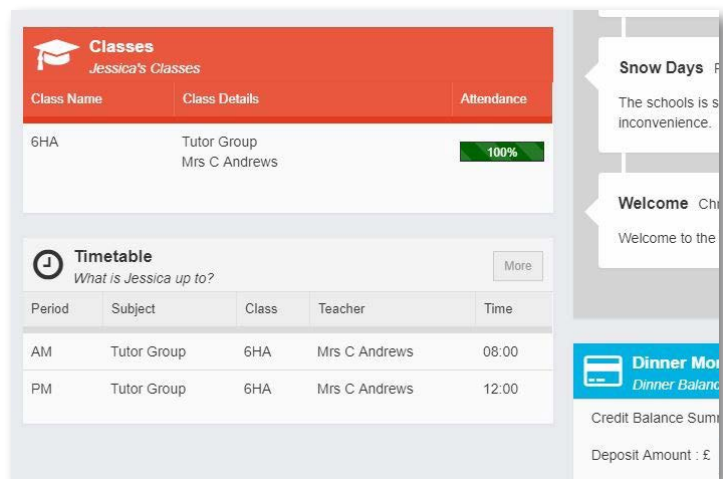 Classes
Jessica's Classes
Class Name Class Details Attendance
6HA Tutor Group 100%
Mrs C Andrews
Timetable
What is Jessica up to?
More
Period Subject Class Teacher Time
AM Tutor Group 6HA Mrs C Andrews 08:00
PM Tutor Group 6HA Mrs C Andrews 12:00
Snow Days
The schools is
inconvenience.
Welcome
Welcome to the
Dinner
Dinner
Credit Balance
Deposit Amount : £